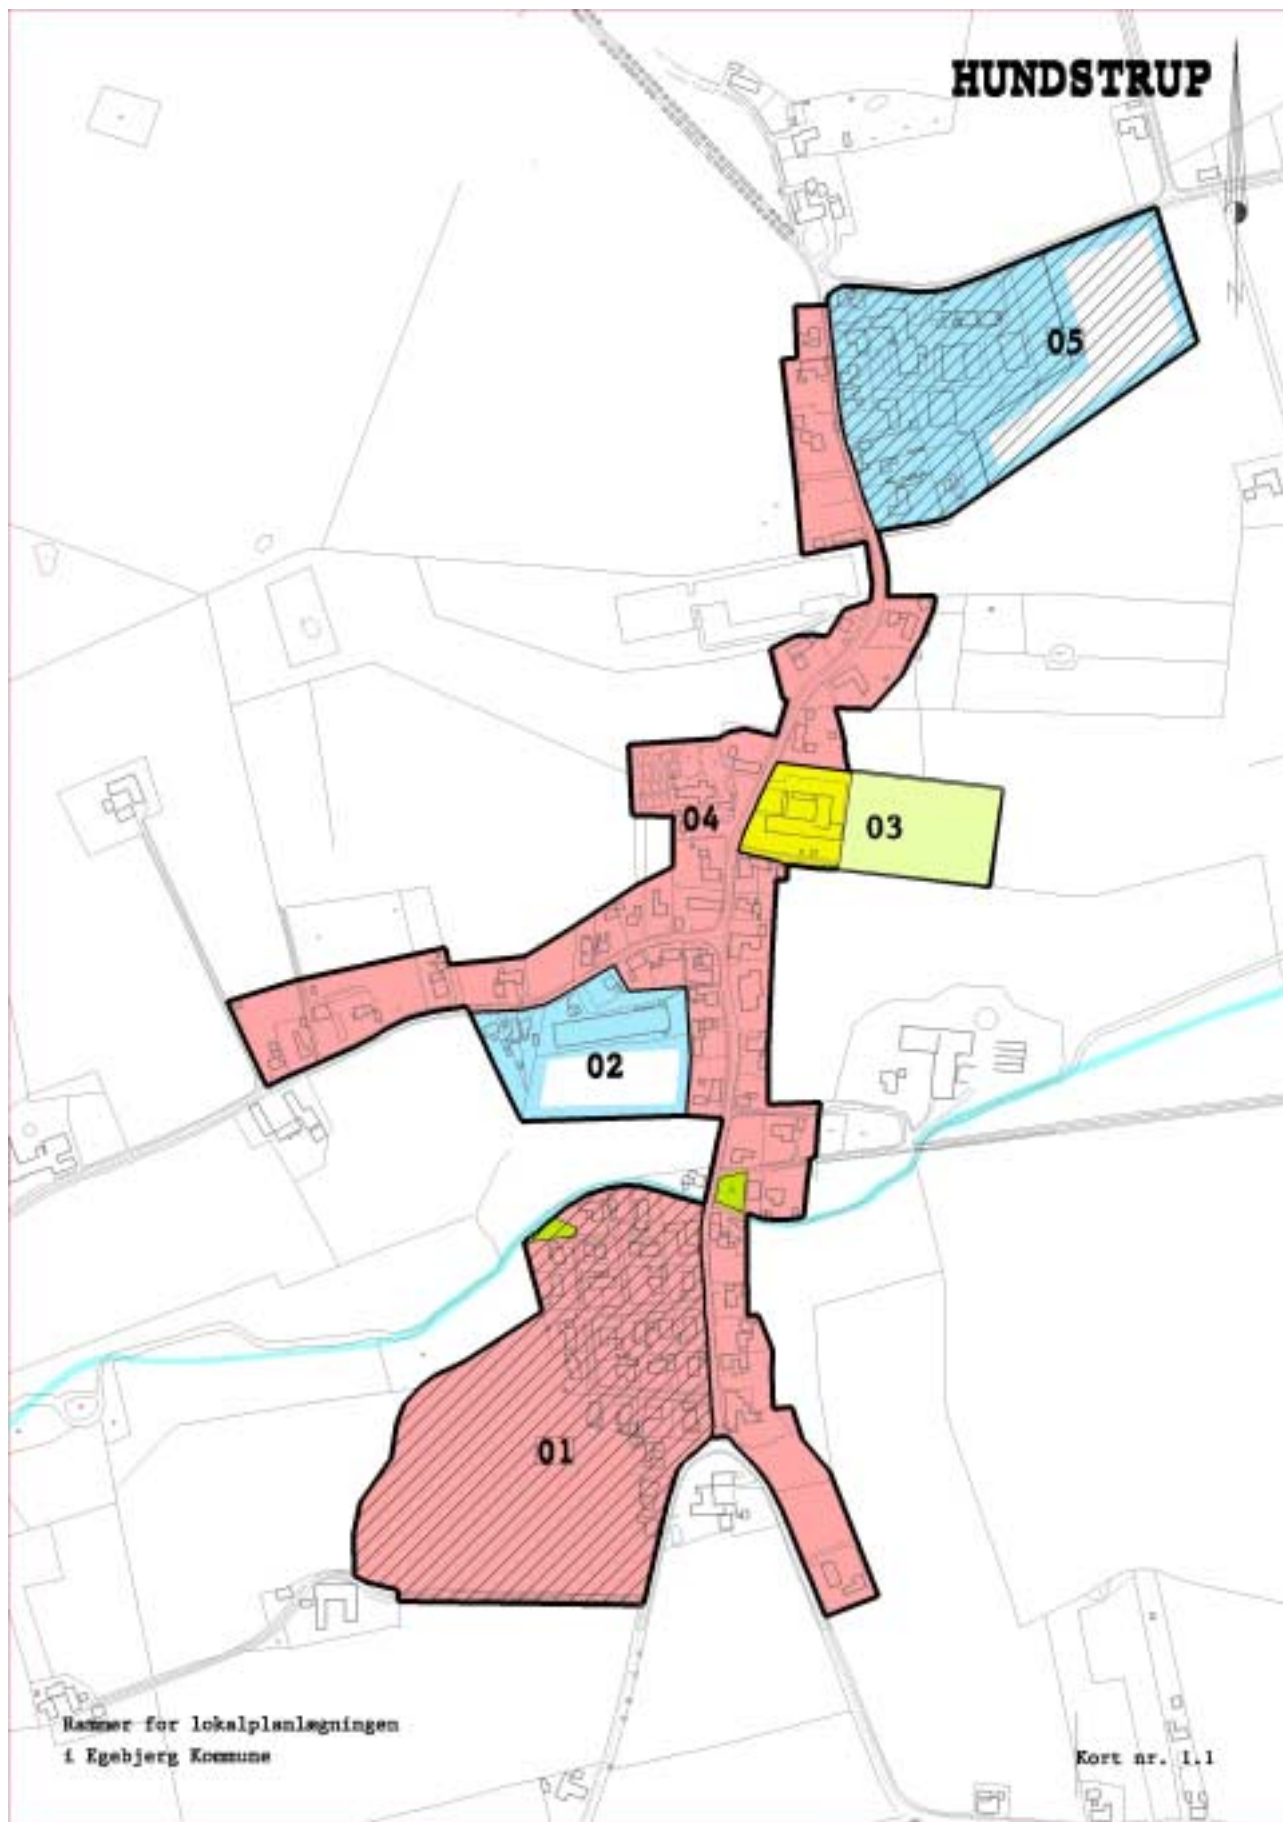 HUNDSTRUP
05
04
03
02
01
Rammer for lokalplanlægningen
i Egebjerg Kommune
Kort nr. 1.1